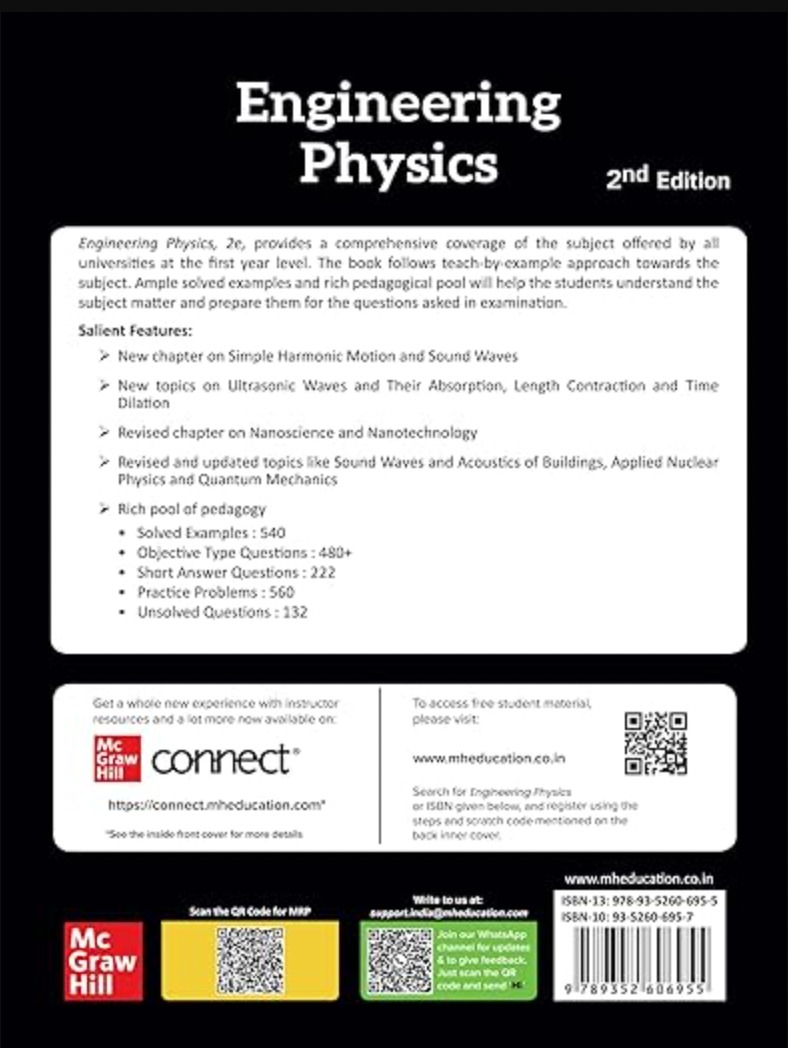 Engineering
Physics
2nd Edition
Engineering Physics, 2e, provides a comprehensive coverage of the subject offered by all
universities at the first year level. The book follows teach-by-example approach towards the
subject. Ample solved examples and rich pedagogical pool will help the students understand the
subject matter and prepare them for the questions asked in examination.
Salient Features:
➢ New chapter on Simple Harmonic Motion and Sound Waves
➢ New topics on Ultrasonic Waves and Their Absorption, Length Contraction and Time
Dilation
➢ Revised chapter on Nanoscience and Nanotechnology
➢ Revised and updated topics like Sound Waves and Acoustics of Buildings, Applied Nuclear
Physics and Quantum Mechanics
➢ Rich pool of pedagogy
• Solved Examples : 540
• Objective Type Questions : 480+
• Short Answer Questions : 222
• Practice Problems : 560
• Unsolved Questions : 132
Get a whole new experience with instructor
resources and a lot more now available on:
Mc
Graw
Hill
connect®
https://connect.mheducation.com*
*See the inside front cover for more details
To access free student material,
please visit:
www.mheducation.co.in
Search for Engineering Physics
or ISBN given below, and register using the
steps and scratch code mentioned on the
back inner cover.
Mc
Graw
Hill
Scan the QR Code for MRP
Write to us at:
support.india@mheducation.com
Join our WhatsApp
channel for updates
& to give feedback.
Just scan the QR
code and send Hi
www.mheducation.co.in
ISBN-13: 978-93-5260-695-5
ISBN-10: 93-5260-695-7
9 789352 606955